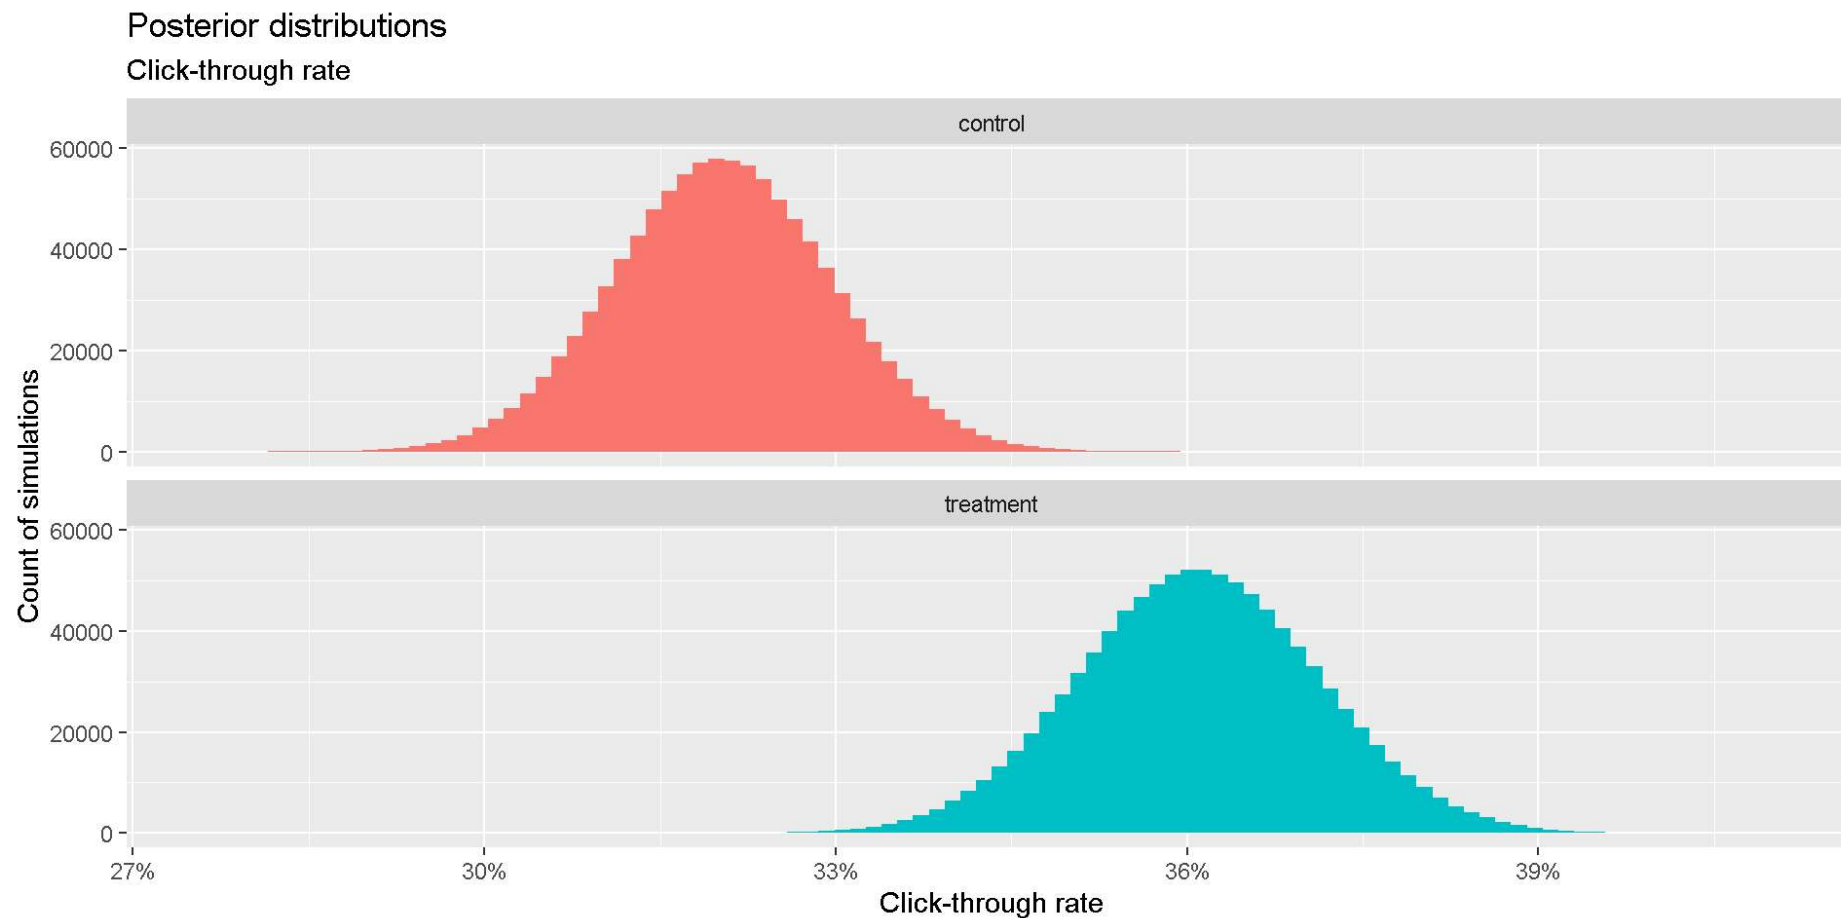 Posterior distributions
Click-through rate
control
60000
40000
20000
0
treatment
60000
40000
20000
0
Count of simulations
27% 30% 33% 36% 39%
Click-through rate